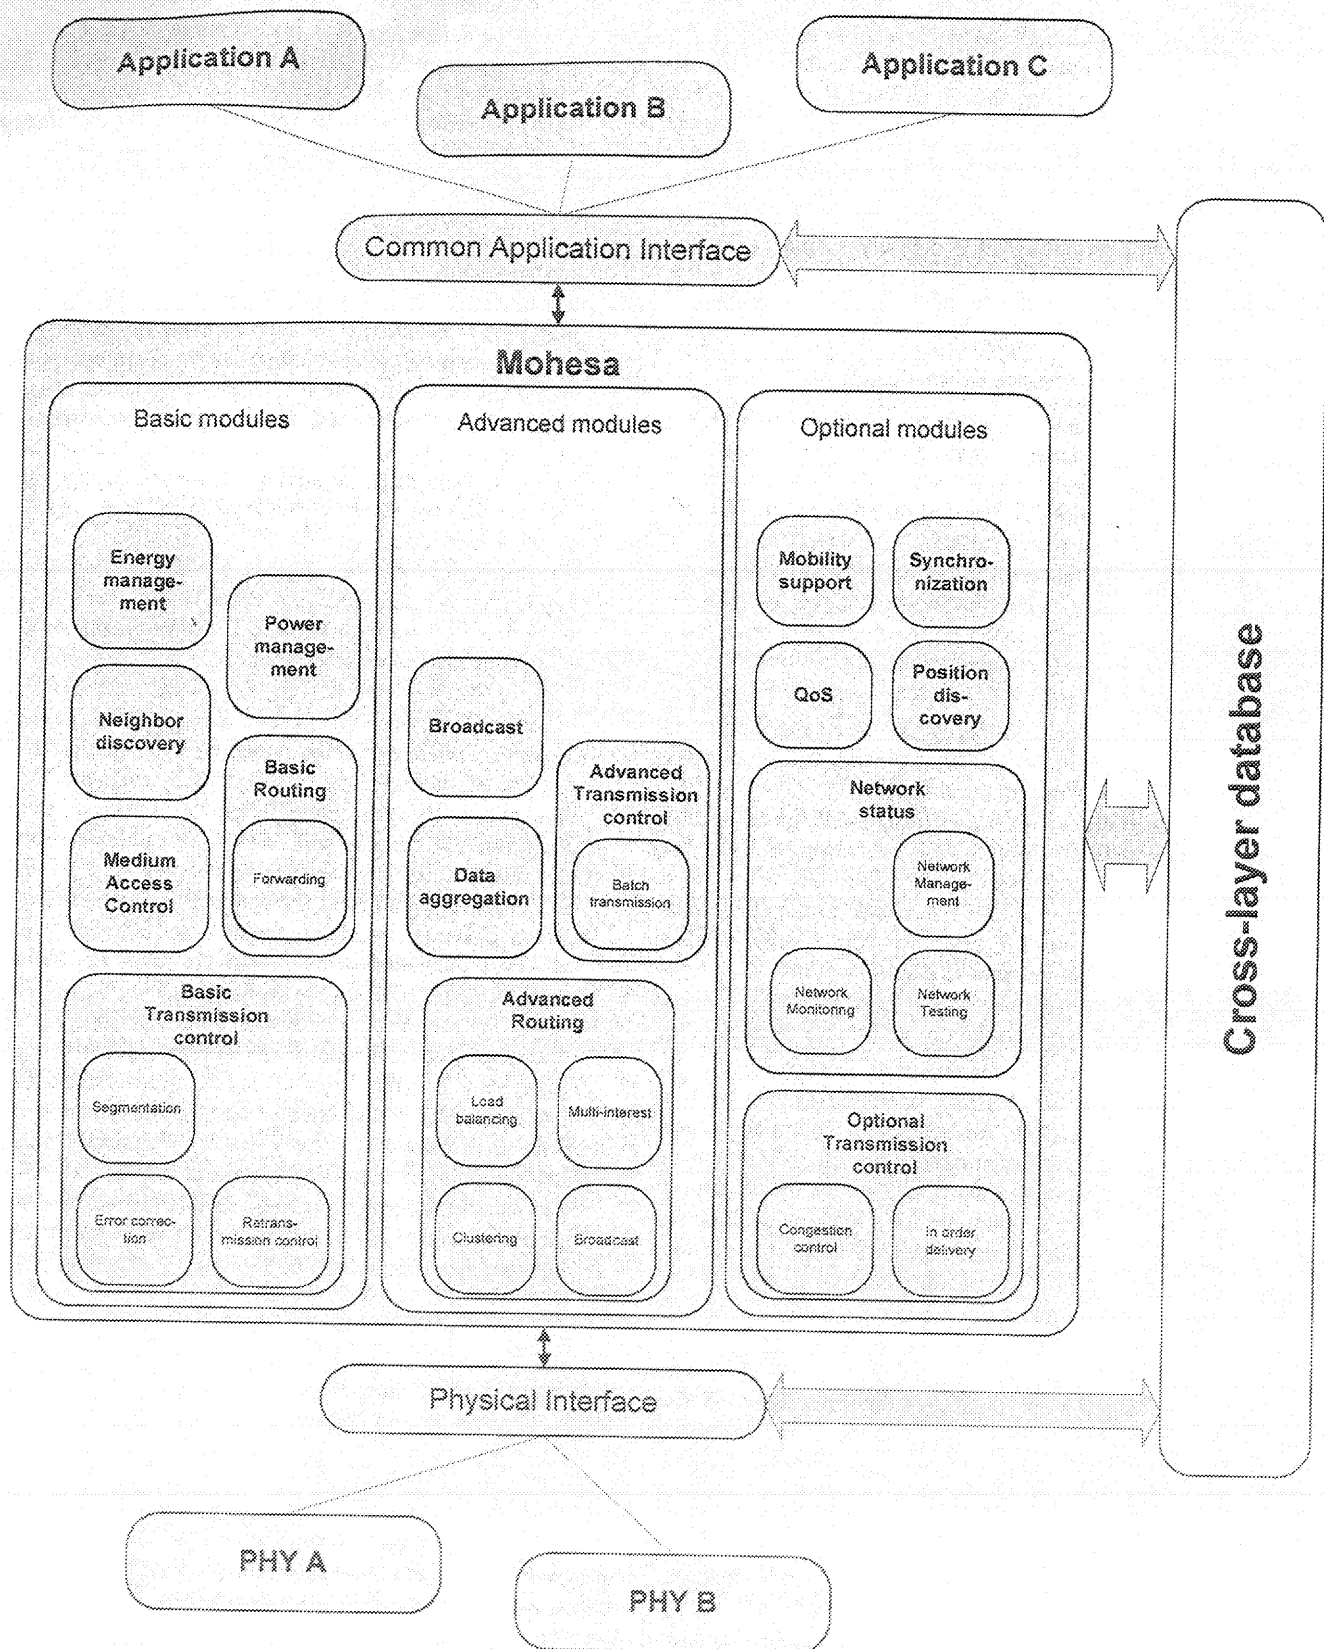 Application A
Application B
Application C
Common Application Interface
Mohesa
Basic modules
Energy
manage-
ment
Power
manage-
ment
Neighbor
discovery
Basic
Routing
Forwarding
Medium
Access
Control
Basic
Transmission
control
Segmentation
Error correc-
tion
Retrans-
mission control
Advanced modules
Broadcast
Advanced
Transmission
control
Batch
transmission
Data
aggregation
Advanced
Routing
Load
balancing
Multi-interest
Clustering
Broadcast
Optional modules
Mobility
support
Synchro-
nization
QoS
Position
dis-
covery
Network
status
Network
Manage-
ment
Network
Monitoring
Network
Testing
Optional
Transmission
control
Congestion
control
In order
delivery
Cross-layer database
Physical Interface
PHY A
PHY B